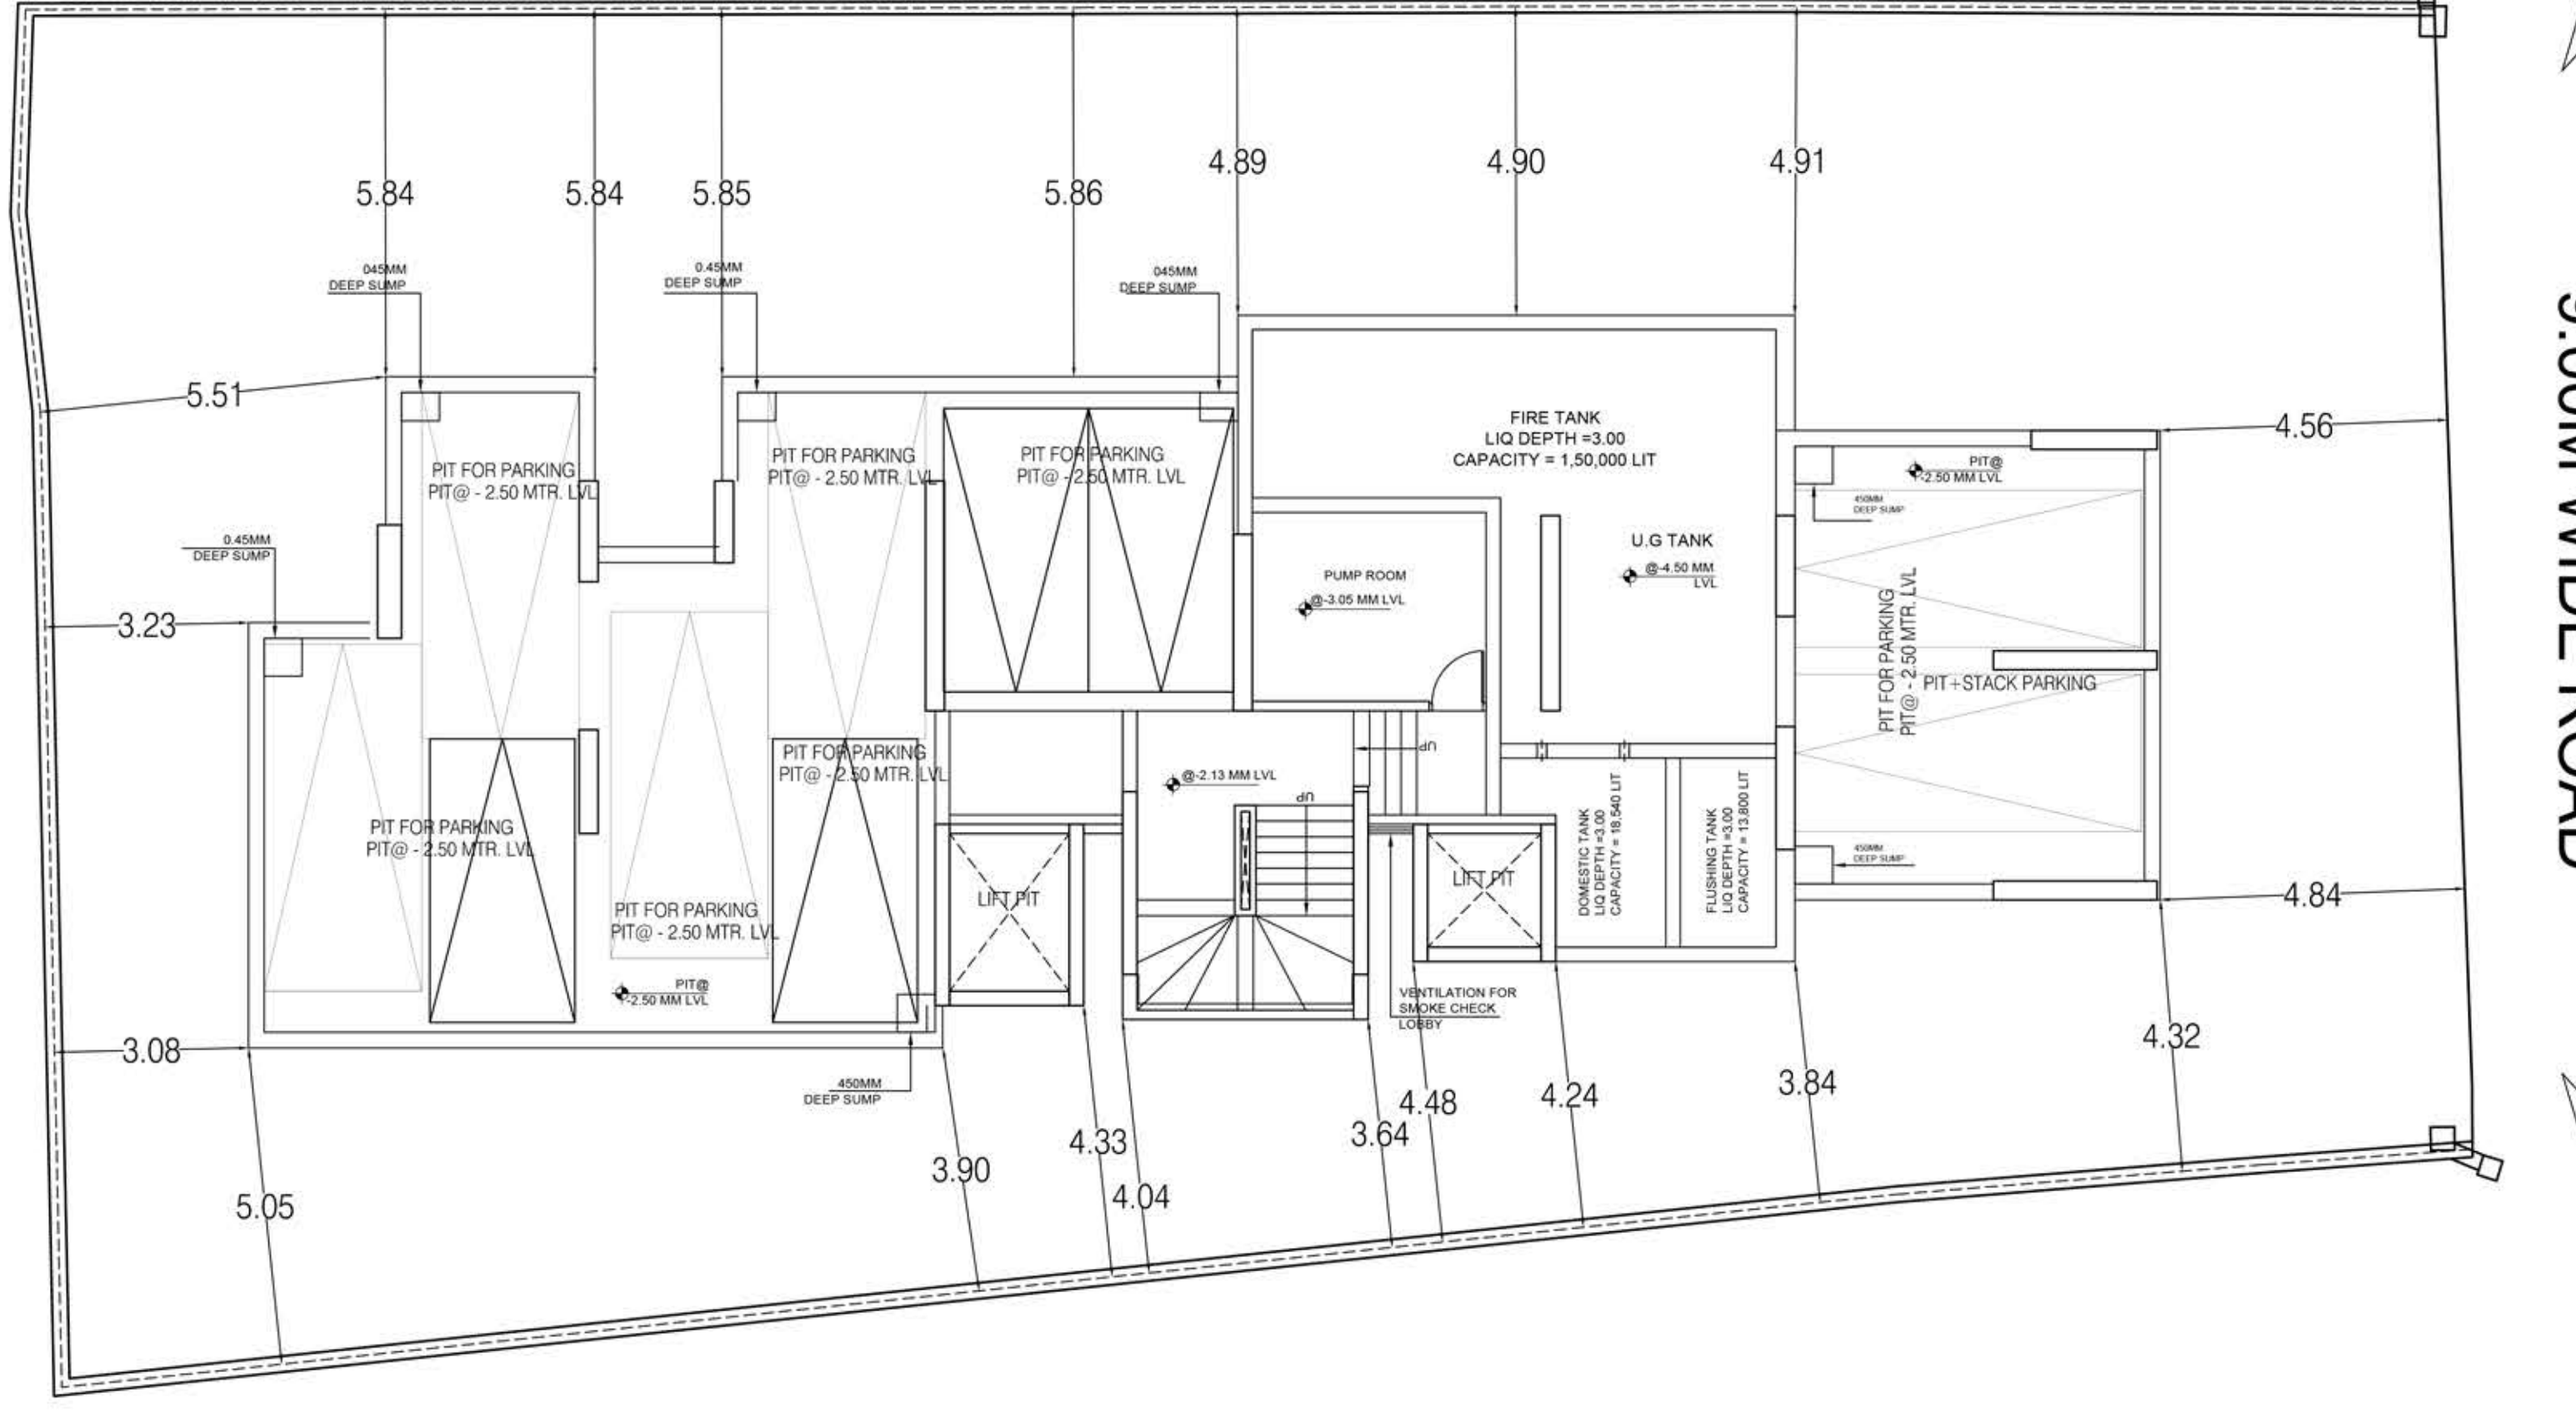 4.89
4.90
4.91
5.84
5.84
5.85
5.86
045MM
DEEP SUMP
0.45MM
DEEP SUMP
045MM
DEEP SUMP
5.51
4.56
FIRE TANK
LIQ DEPTH =3.00
CAPACITY = 1,50,000 LIT
PIT FOR PARKING
PIT@ - 2.50 MTR. LVL
PIT FOR PARKING
PIT@ - 2.50 MTR. LVL
PIT FOR PARKING
PIT@ - 2.50 MTR. LVL
PIT@
-2.50 MM LVL
450MM
DEEP SUMP
0.45MM
DEEP SUMP
U.G TANK
@-4.50 MM
LVL
PUMP ROOM
@-3.05 MM LVL
3.23
PIT FOR PARKING
PIT@ - 2.50 MTR. LVL
PIT+STACK PARKING
WIDE ROAD
UP
PIT FOR PARKING
PIT@ - 2.50 MTR. LVL
@-2.13 MM LVL
UP
PIT FOR PARKING
PIT@ - 2.50 MTR. LVL
DOMESTIC TANK
LIQ DEPTH =3.00
CAPACITY = 18,540 LIT
FLUSHING TANK
LIQ DEPTH =3.00
CAPACITY = 13,800 LIT
450MM
DEEP SUMP
LIFT PIT
LIFT PIT
4.84
PIT FOR PARKING
PIT@ - 2.50 MTR. LVL
PIT@
-2.50 MM LVL
VENTILATION FOR
SMOKE CHECK
LOBBY
3.08
4.32
450MM
DEEP SUMP
3.84
4.24
4.48
3.64
4.33
3.90
4.04
5.05